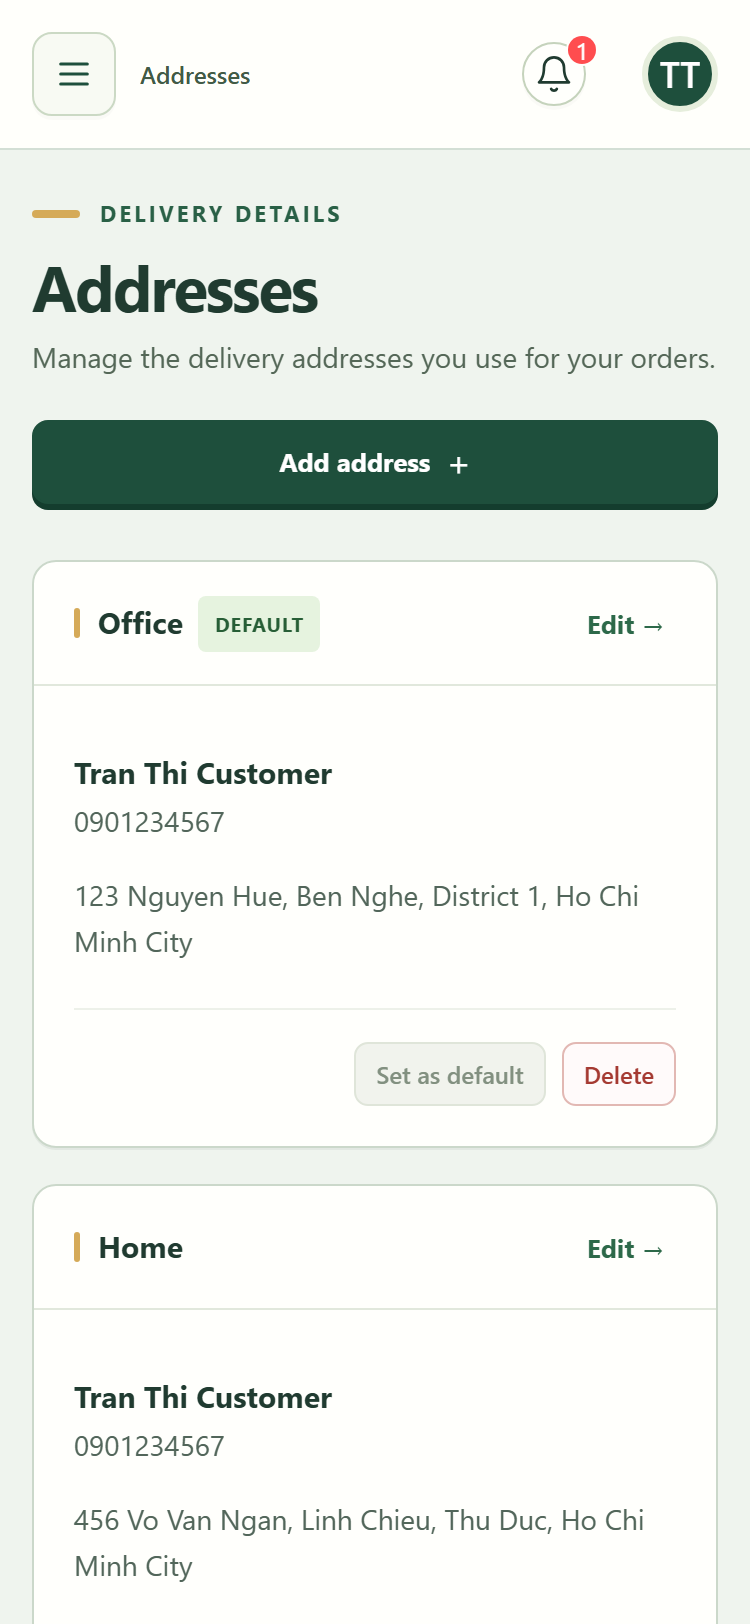 Addresses
1
TT
DELIVERY DETAILS
Addresses
Manage the delivery addresses you use for your orders.
Add address +
Office DEFAULT Edit →
Tran Thi Customer
0901234567
123 Nguyen Hue, Ben Nghe, District 1, Ho Chi
Minh City
Set as default Delete
Home Edit →
Tran Thi Customer
0901234567
456 Vo Van Ngan, Linh Chieu, Thu Duc, Ho Chi
Minh City